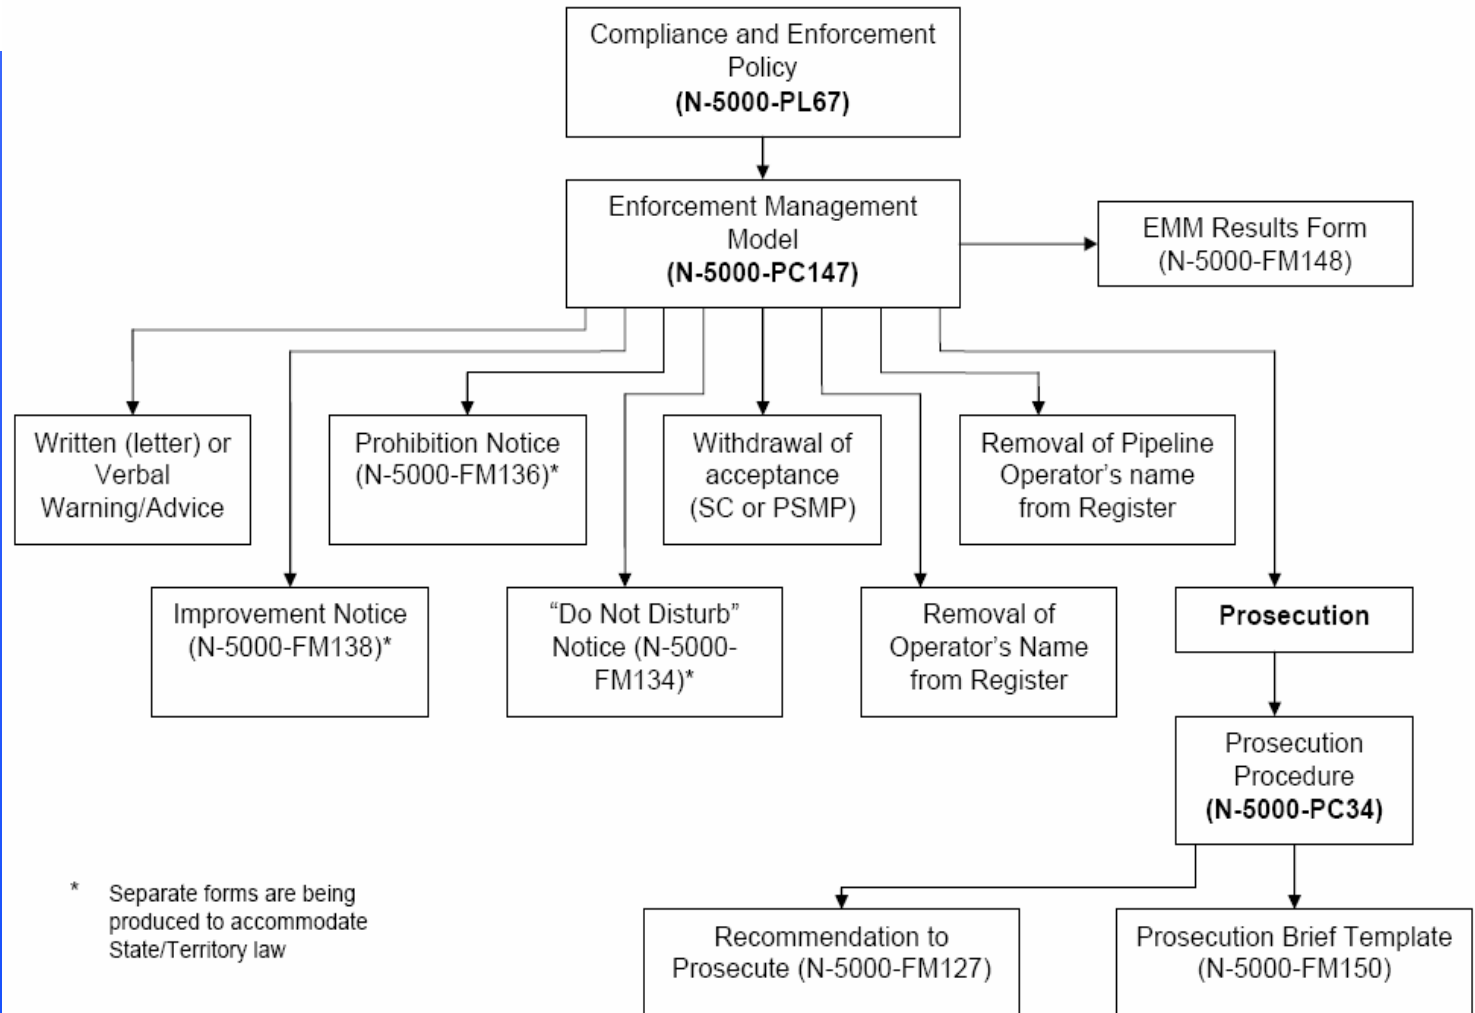 Compliance and Enforcement
Policy
(N-5000-PL67)
Enforcement Management
Model
(N-5000-PC147)
EMM Results Form
(N-5000-FM148)
Written (letter) or
Verbal
Warning/Advice
Prohibition Notice
(N-5000-FM136)*
Withdrawal of
acceptance
(SC or PSMP)
Removal of Pipeline
Operator’s name
from Register
Improvement Notice
(N-5000-FM138)*
“Do Not Disturb”
Notice (N-5000-
FM134)*
Removal of
Operator’s Name
from Register
Prosecution
Prosecution
Procedure
(N-5000-PC34)
* Separate forms are being
produced to accommodate
State/Territory law
Recommendation to
Prosecute (N-5000-FM127)
Prosecution Brief Template
(N-5000-FM150)